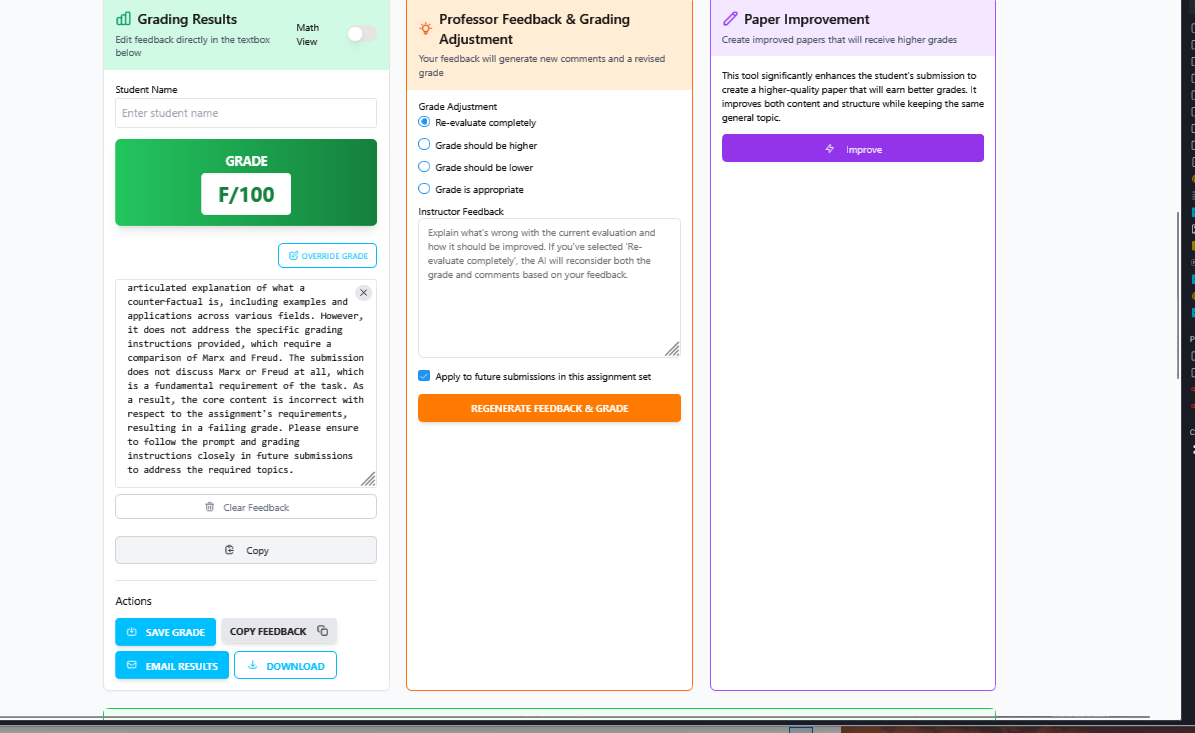 Grading Results
Edit feedback directly in the textbox
below
Math
View
Student Name
Enter student name
GRADE
F/100
OVERRIDE GRADE
articulated explanation of what a
counterfactual is, including examples and
applications across various fields. However,
it does not address the specific grading
instructions provided, which require a
comparison of Marx and Freud. The submission
does not discuss Marx or Freud at all, which
is a fundamental requirement of the task. As
a result, the core content is incorrect with
respect to the assignment's requirements,
resulting in a failing grade. Please ensure
to follow the prompt and grading
instructions closely in future submissions
to address the required topics.
Clear Feedback
Copy
Actions
SAVE GRADE
COPY FEEDBACK
EMAIL RESULTS
DOWNLOAD
Professor Feedback & Grading
Adjustment
Your feedback will generate new comments and a revised
grade
Grade Adjustment
Re-evaluate completely
Grade should be higher
Grade should be lower
Grade is appropriate
Instructor Feedback
Explain what's wrong with the current evaluation and
how it should be improved. If you've selected 'Re-
evaluate completely', the AI will reconsider both the
grade and comments based on your feedback.
Apply to future submissions in this assignment set
REGENERATE FEEDBACK & GRADE
Paper Improvement
Create improved papers that will receive higher grades
This tool significantly enhances the student's submission to
create a higher-quality paper that will earn better grades. It
improves both content and structure while keeping the same
general topic.
Improve